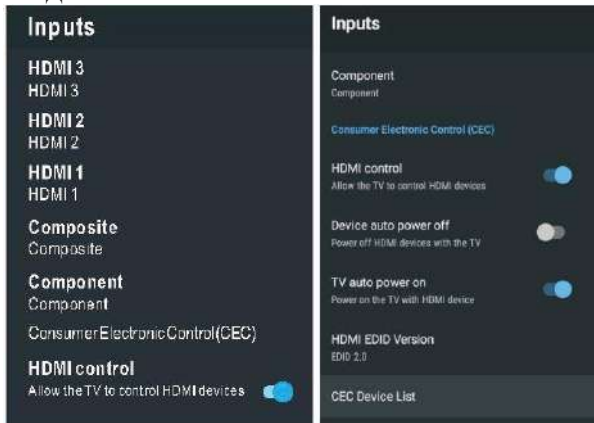 Inputs
HDMI 3
HDMI 3
HDMI 2
HDMI 2
HDMI 1
HDMI 1
Composite
Composite
Component
Component
ConsumerElectronicControl(CEC)
HDMI control
Allow the TV to control HDMI devices
Inputs
Component
Component
Consumer Electronic Control (CEC)
HDMI control
Allow the TV to control HDMI devices
Device auto power off
Power off HDMI devices with the TV
TV auto power on
Power on the TV with HDMI device
HDMI EDID Version
EDID 2.0
CEC Device List